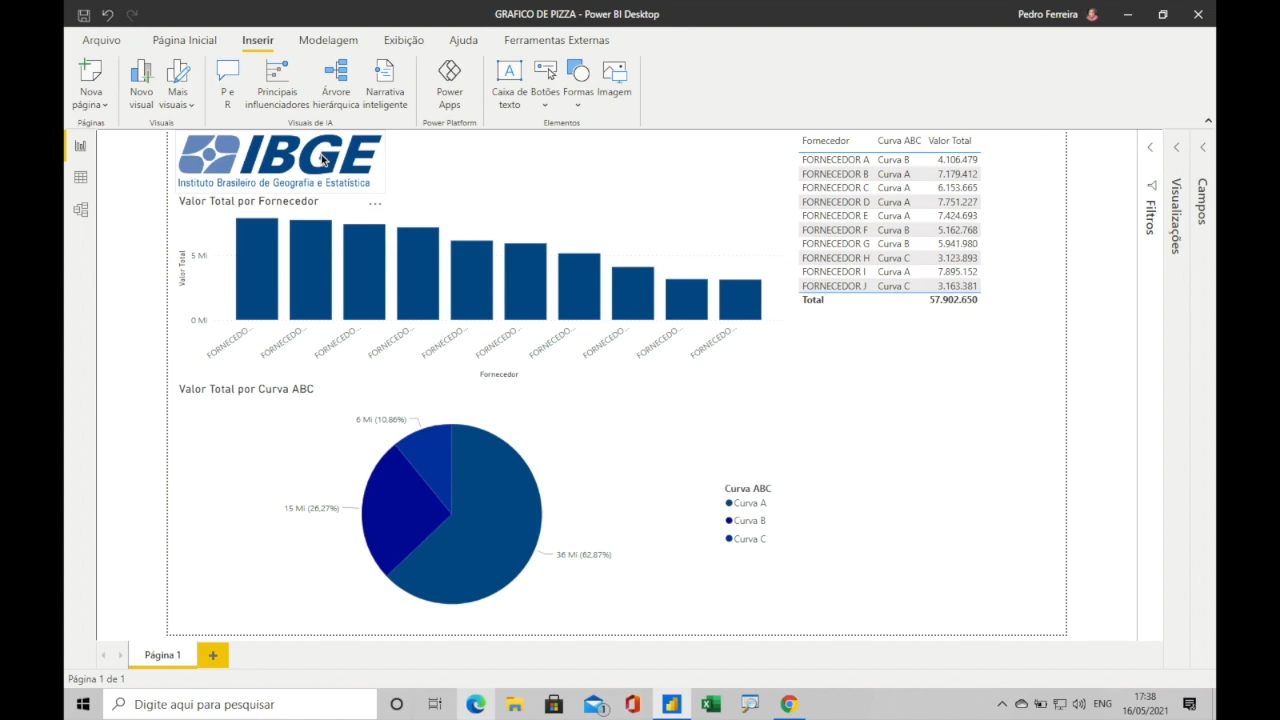 GRAFICO DE PIZZA - Power BI Desktop
Pedro Ferreira
Arquivo Página Inicial Inserir Modelagem Exibição Ajuda Ferramentas Externas
Nova página
Novo visual
Mais visuais
P e R
Principais influenciadores
Árvore hierárquica
Narrativa inteligente
Power Apps
Caixa de texto
Botões
Formas
Imagem
Páginas Visuais Visuais de IA Power Platform Elementos
IBGE
Instituto Brasileiro de Geografia e Estatística
Valor Total por Fornecedor
Valor Total
5 Mi
0 Mi
FORNECEDO... FORNECEDO... FORNECEDO... FORNECEDO... FORNECEDO... FORNECEDO... FORNECEDO... FORNECEDO... FORNECEDO... FORNECEDO...
Fornecedor
Fornecedor Curva ABC Valor Total
FORNECEDOR A Curva B 4.106.479
FORNECEDOR B Curva A 7.179.412
FORNECEDOR C Curva A 6.153.665
FORNECEDOR D Curva A 7.751.227
FORNECEDOR E Curva A 7.424.693
FORNECEDOR F Curva B 5.162.768
FORNECEDOR G Curva B 5.941.980
FORNECEDOR H Curva C 3.123.893
FORNECEDOR I Curva A 7.895.152
FORNECEDOR J Curva C 3.163.381
Total 57.902.650
Filtros
Visualizações
Campos
Valor Total por Curva ABC
6 Mi (10,86%)
15 Mi (26,27%)
36 Mi (62,87%)
Curva ABC
Curva A
Curva B
Curva C
Página 1
Página 1 de 1
Digite aqui para pesquisar
1
ENG
17:38
16/05/2021